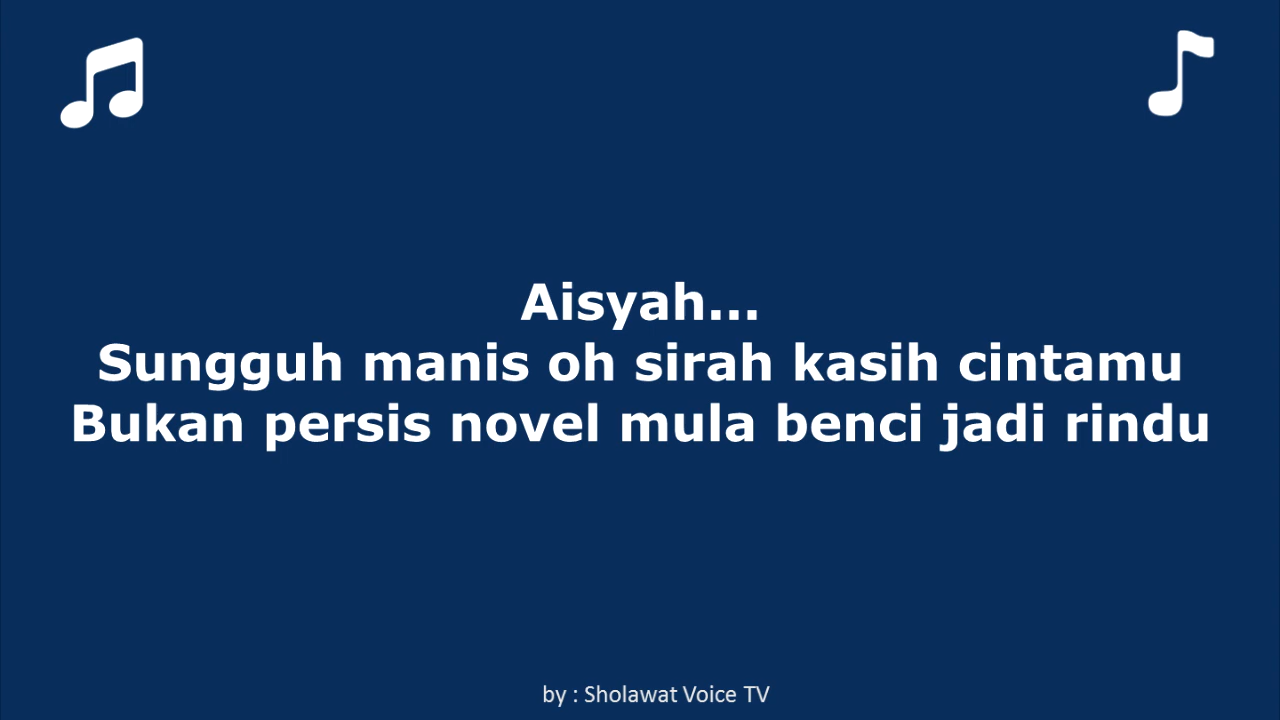 Aisyah...
Sungguh manis oh sirah kasih cintamu
Bukan persis novel mula benci jadi rindu
by : Sholawat Voice TV